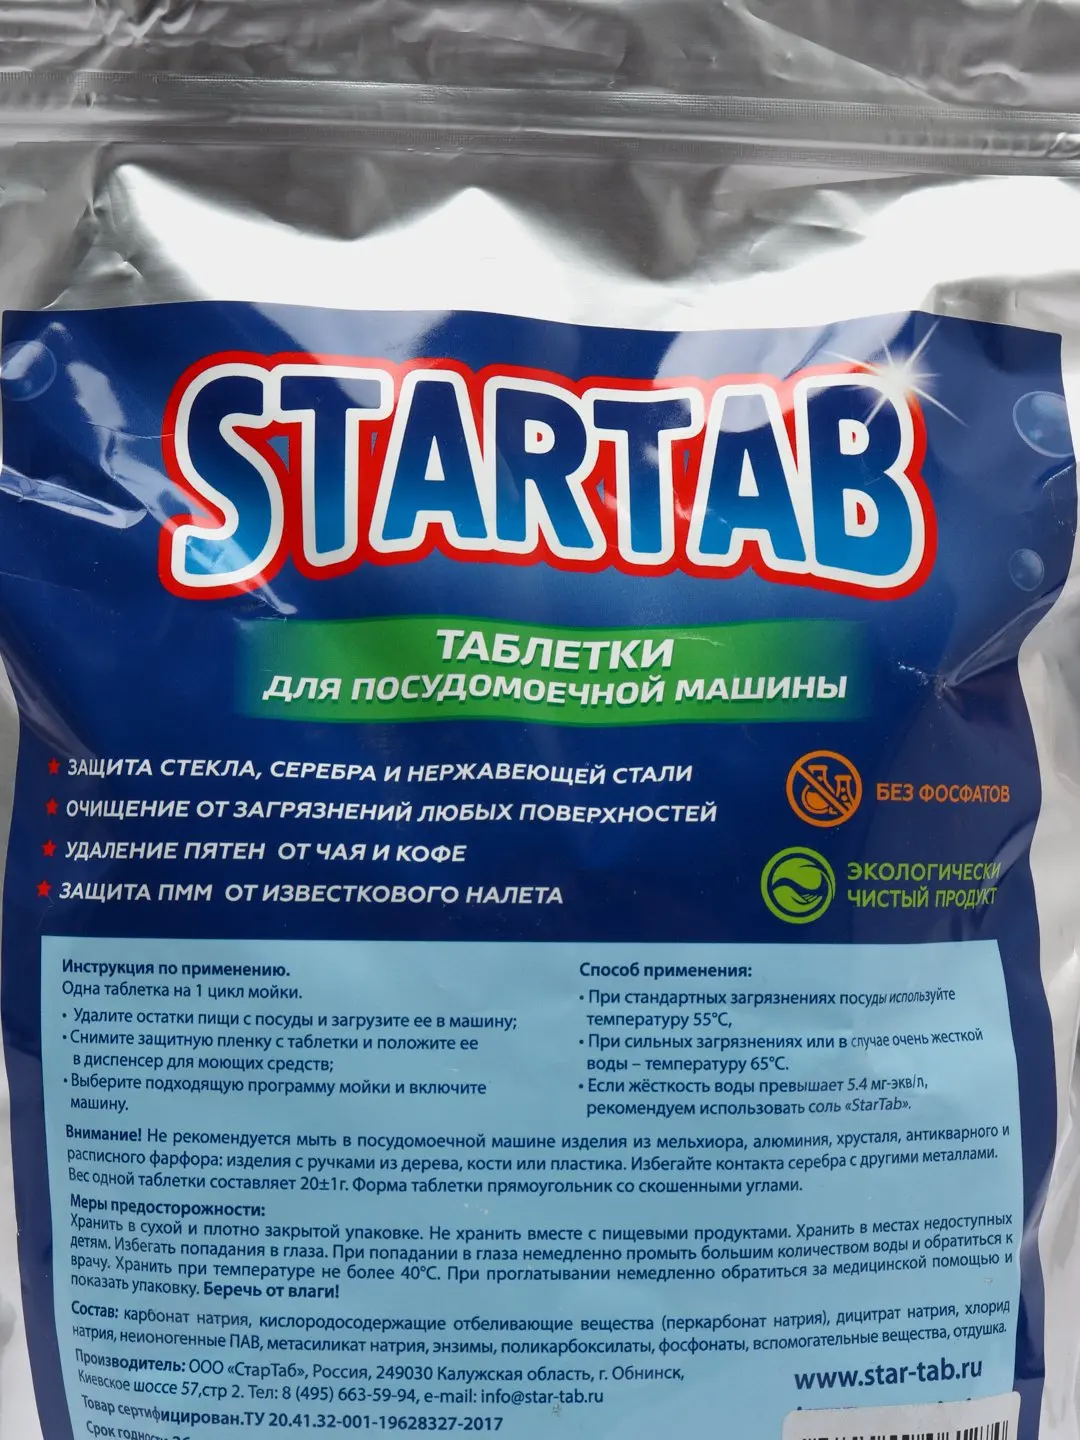 STARTAB
ТАБЛЕТКИ
ДЛЯ ПОСУДОМОЕЧНОЙ МАШИНЫ
ЗАЩИТА СТЕКЛА, СЕРЕБРА И НЕРЖАВЕЮЩЕЙ СТАЛИ
ОЧИЩЕНИЕ ОТ ЗАГРЯЗНЕНИЙ ЛЮБЫХ ПОВЕРХНОСТЕЙ
УДАЛЕНИЕ ПЯТЕН ОТ ЧАЯ И КОФЕ
ЗАЩИТА ПММ ОТ ИЗВЕСТКОВОГО НАЛЕТА
БЕЗ ФОСФАТОВ
ЭКОЛОГИЧЕСКИ
ЧИСТЫЙ ПРОДУКТ
Инструкция по применению.
Одна таблетка на 1 цикл мойки.
• Удалите остатки пищи с посуды и загрузите ее в машину;
• Снимите защитную пленку с таблетки и положите ее
в диспенсер для моющих средств;
• Выберите подходящую программу мойки и включите
машину.
Способ применения:
• При стандартных загрязнениях посуды используйте
температуру 55°С,
• При сильных загрязнениях или в случае очень жесткой
воды – температуру 65°С.
• Если жёсткость воды превышает 5.4 мг-экв/л,
рекомендуем использовать соль «StarTab».
Внимание! Не рекомендуется мыть в посудомоечной машине изделия из мельхиора, алюминия, хрусталя, антикварного и
расписного фарфора: изделия с ручками из дерева, кости или пластика. Избегайте контакта серебра с другими металлами.
Вес одной таблетки составляет 20±1г. Форма таблетки прямоугольник со скошенными углами.
Меры предосторожности:
Хранить в сухой и плотно закрытой упаковке. Не хранить вместе с пищевыми продуктами. Хранить в местах недоступных
детям. Избегать попадания в глаза. При попадании в глаза немедленно промыть большим количеством воды и обратиться к
врачу. Хранить при температуре не более 40°С. При проглатывании немедленно обратиться за медицинской помощью и
показать упаковку. Беречь от влаги!
Состав: карбонат натрия, кислородосодержащие отбеливающие вещества (перкарбонат натрия), дицитрат натрия, хлорид
натрия, неионогенные ПАВ, метасиликат натрия, энзимы, поликарбоксилаты, фосфонаты, вспомогательные вещества, отдушка.
Производитель: ООО «СтарТаб», Россия, 249030 Калужская область, г. Обнинск,
Киевское шоссе 57,стр 2. Тел: 8 (495) 663-59-94, e-mail: info@star-tab.ru
www.star-tab.ru
Товар сертифицирован.ТУ 20.41.32-001-19628327-2017
Срок годности